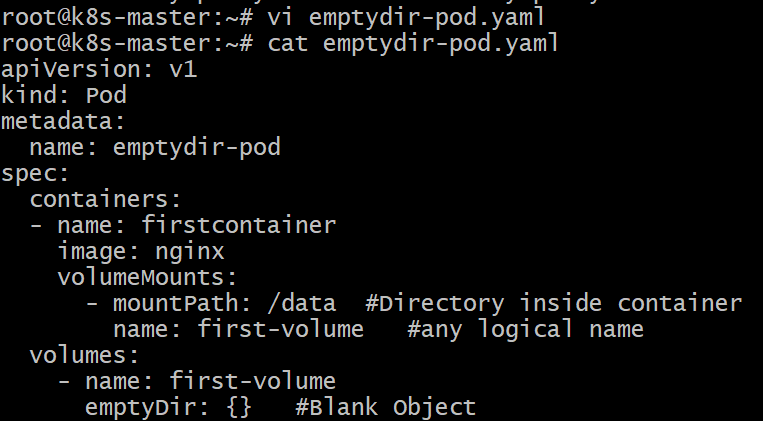 root@k8s-master:~# vi emptydir-pod.yaml
root@k8s-master:~# cat emptydir-pod.yaml
apiVersion: v1
kind: Pod
metadata:
  name: emptydir-pod
spec:
  containers:
  - name: firstcontainer
    image: nginx
    volumeMounts:
      - mountPath: /data  #Directory inside container
        name: first-volume   #any logical name
  volumes:
    - name: first-volume
      emptyDir: {}   #Blank Object